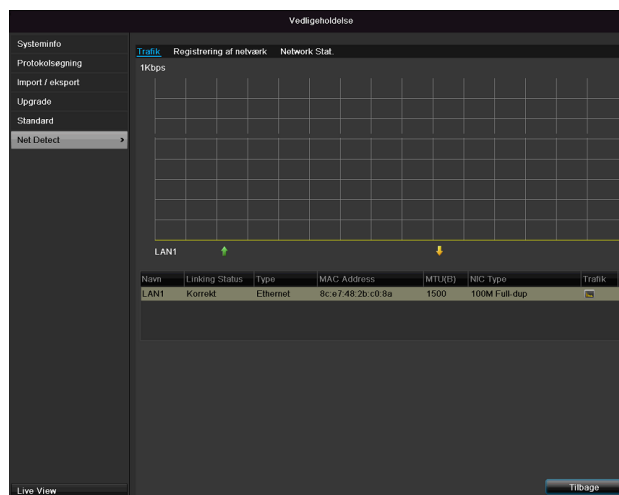 Vedligeholdelse
Systeminfo
Protokolsøgning
Import / eksport
Upgrade
Standard
Net Detect >
Live View
Trafik Registrering af netværk Network Stat.
1Kbps
LAN1
Navn Linking Status Type MAC Address MTU(B) NIC Type Trafik
LAN1 Korrekt Ethernet 8c:e7:48:2b:c0:8a 1500 100M Full-dup
Tilbage